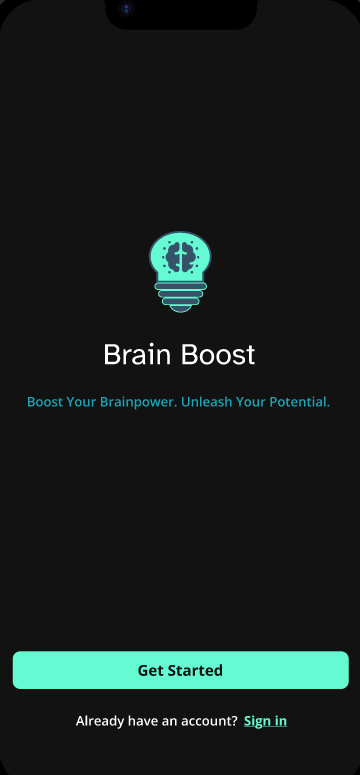 Brain Boost
Boost Your Brainpower. Unleash Your Potential.
Get Started
Already have an account? Sign in